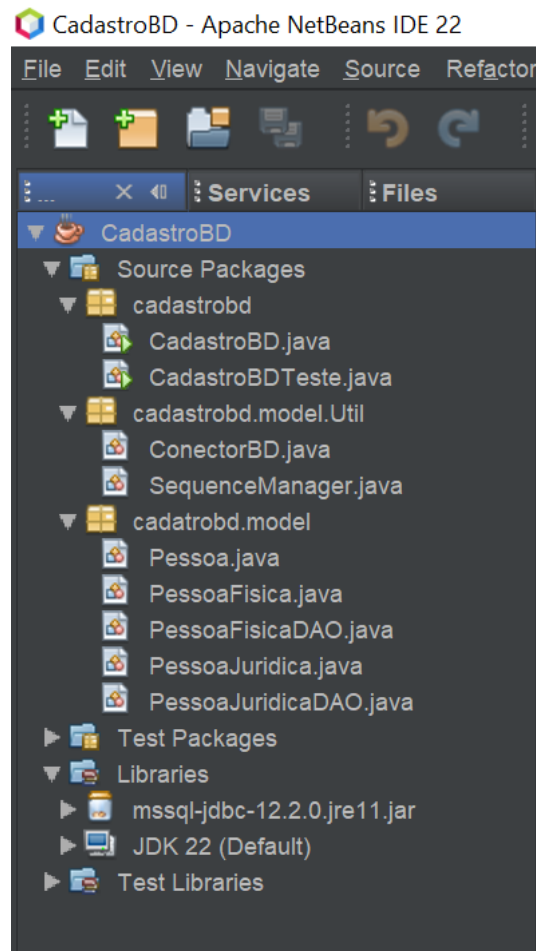 CadastroBD - Apache NetBeans IDE 22
File Edit View Navigate Source Refactor
... Services Files
CadastroBD
Source Packages
cadastrobd
CadastroBD.java
CadastroBDTeste.java
cadastrobd.model.Util
ConectorBD.java
SequenceManager.java
cadatrobd.model
Pessoa.java
PessoaFisica.java
PessoaFisicaDAO.java
PessoaJuridica.java
PessoaJuridicaDAO.java
Test Packages
Libraries
mssql-jdbc-12.2.0.jre11.jar
JDK 22 (Default)
Test Libraries